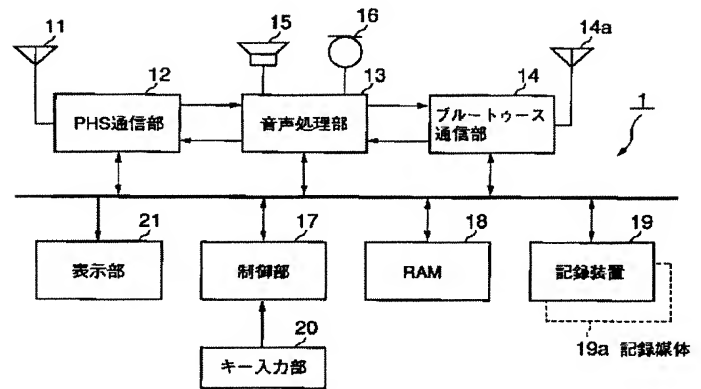 11
15
16
14a
12
13
14
1
PHS通信部
音声処理部
ブルートゥース
通信部
21
17
18
19
表示部
制御部
RAM
記録装置
20
キー入力部
19a 記録媒体